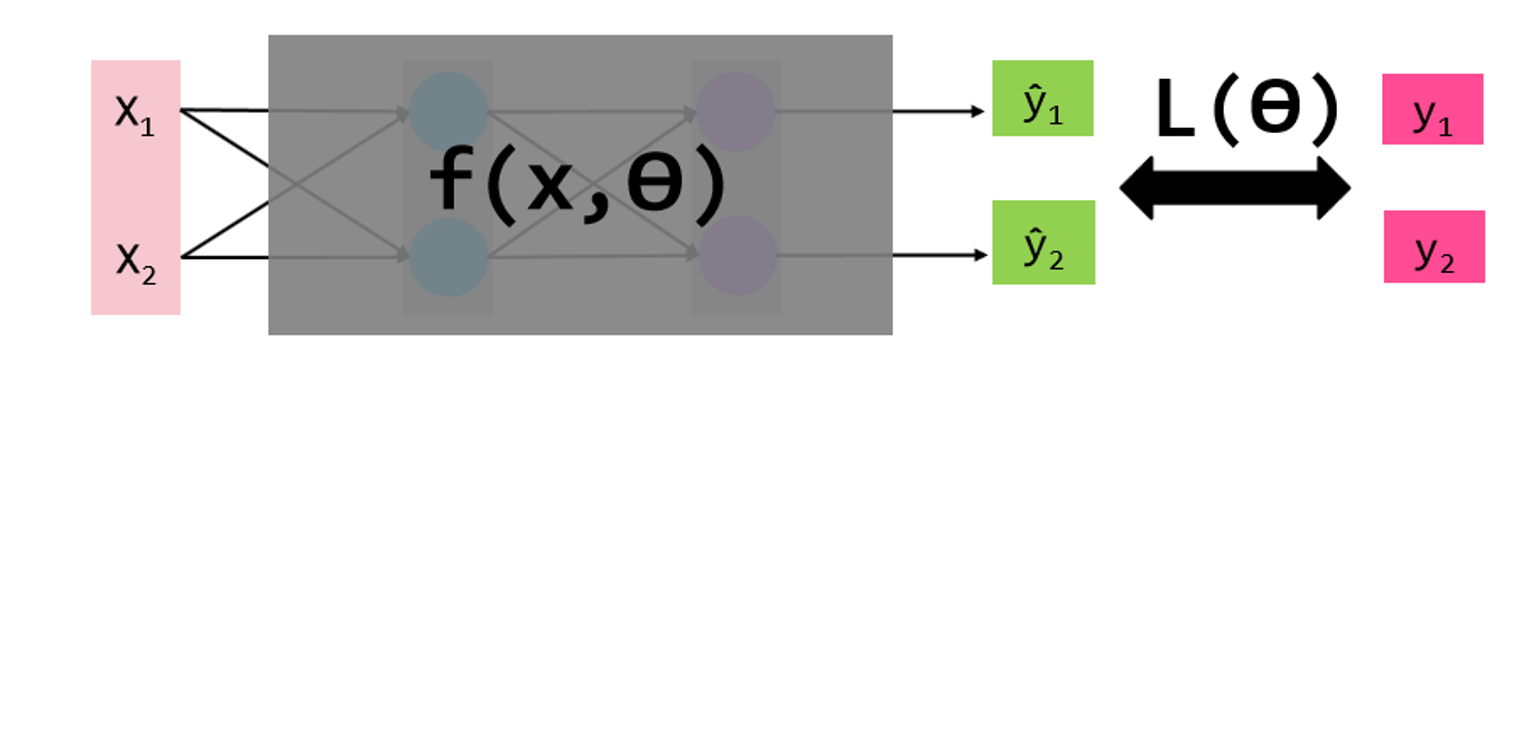 x₁ f(x,θ) ŷ₁ L(θ) y₁
x₂ ŷ₂ y₂